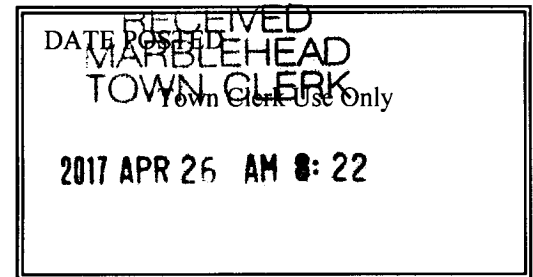 RECEIVED
DATE POSTED
MARBLEHEAD
TOWN CLERK
Town Clerk Use Only
2017 APR 26 AM 8: 22